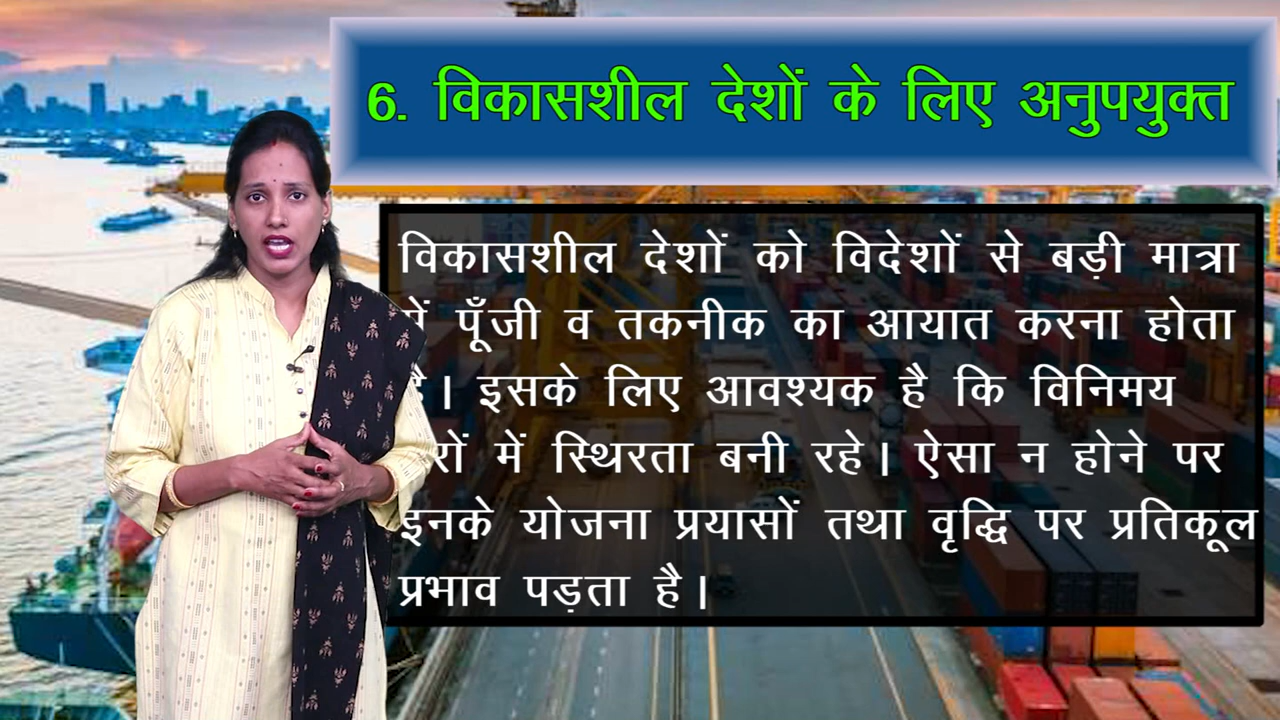 6. विकासशील देशों के लिए अनुपयुक्त
विकासशील देशों को विदेशों से बड़ी मात्रा
पूँजी व तकनीक का आयात करना होता
है। इसके लिए आवश्यक है कि विनिमय
में स्थिरता बनी रहे। ऐसा न होने पर
इनके योजना प्रयासों तथा वृद्धि पर प्रतिकूल
प्रभाव पड़ता है।